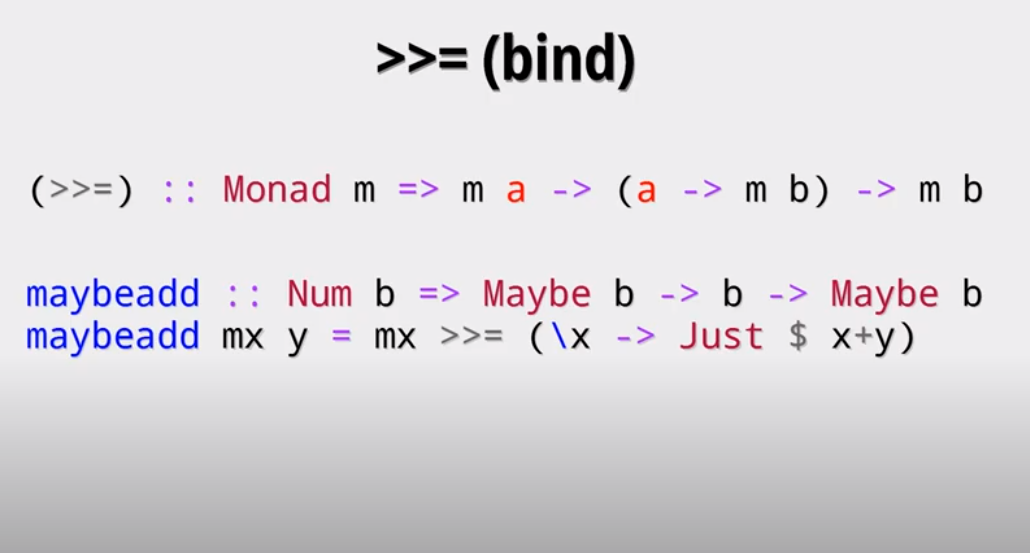 >>= (bind)
(>>=) :: Monad m => m a -> (a -> m b) -> m b
maybeadd :: Num b => Maybe b -> b -> Maybe b
maybeadd mx y = mx >>= (\x -> Just $ x+y)